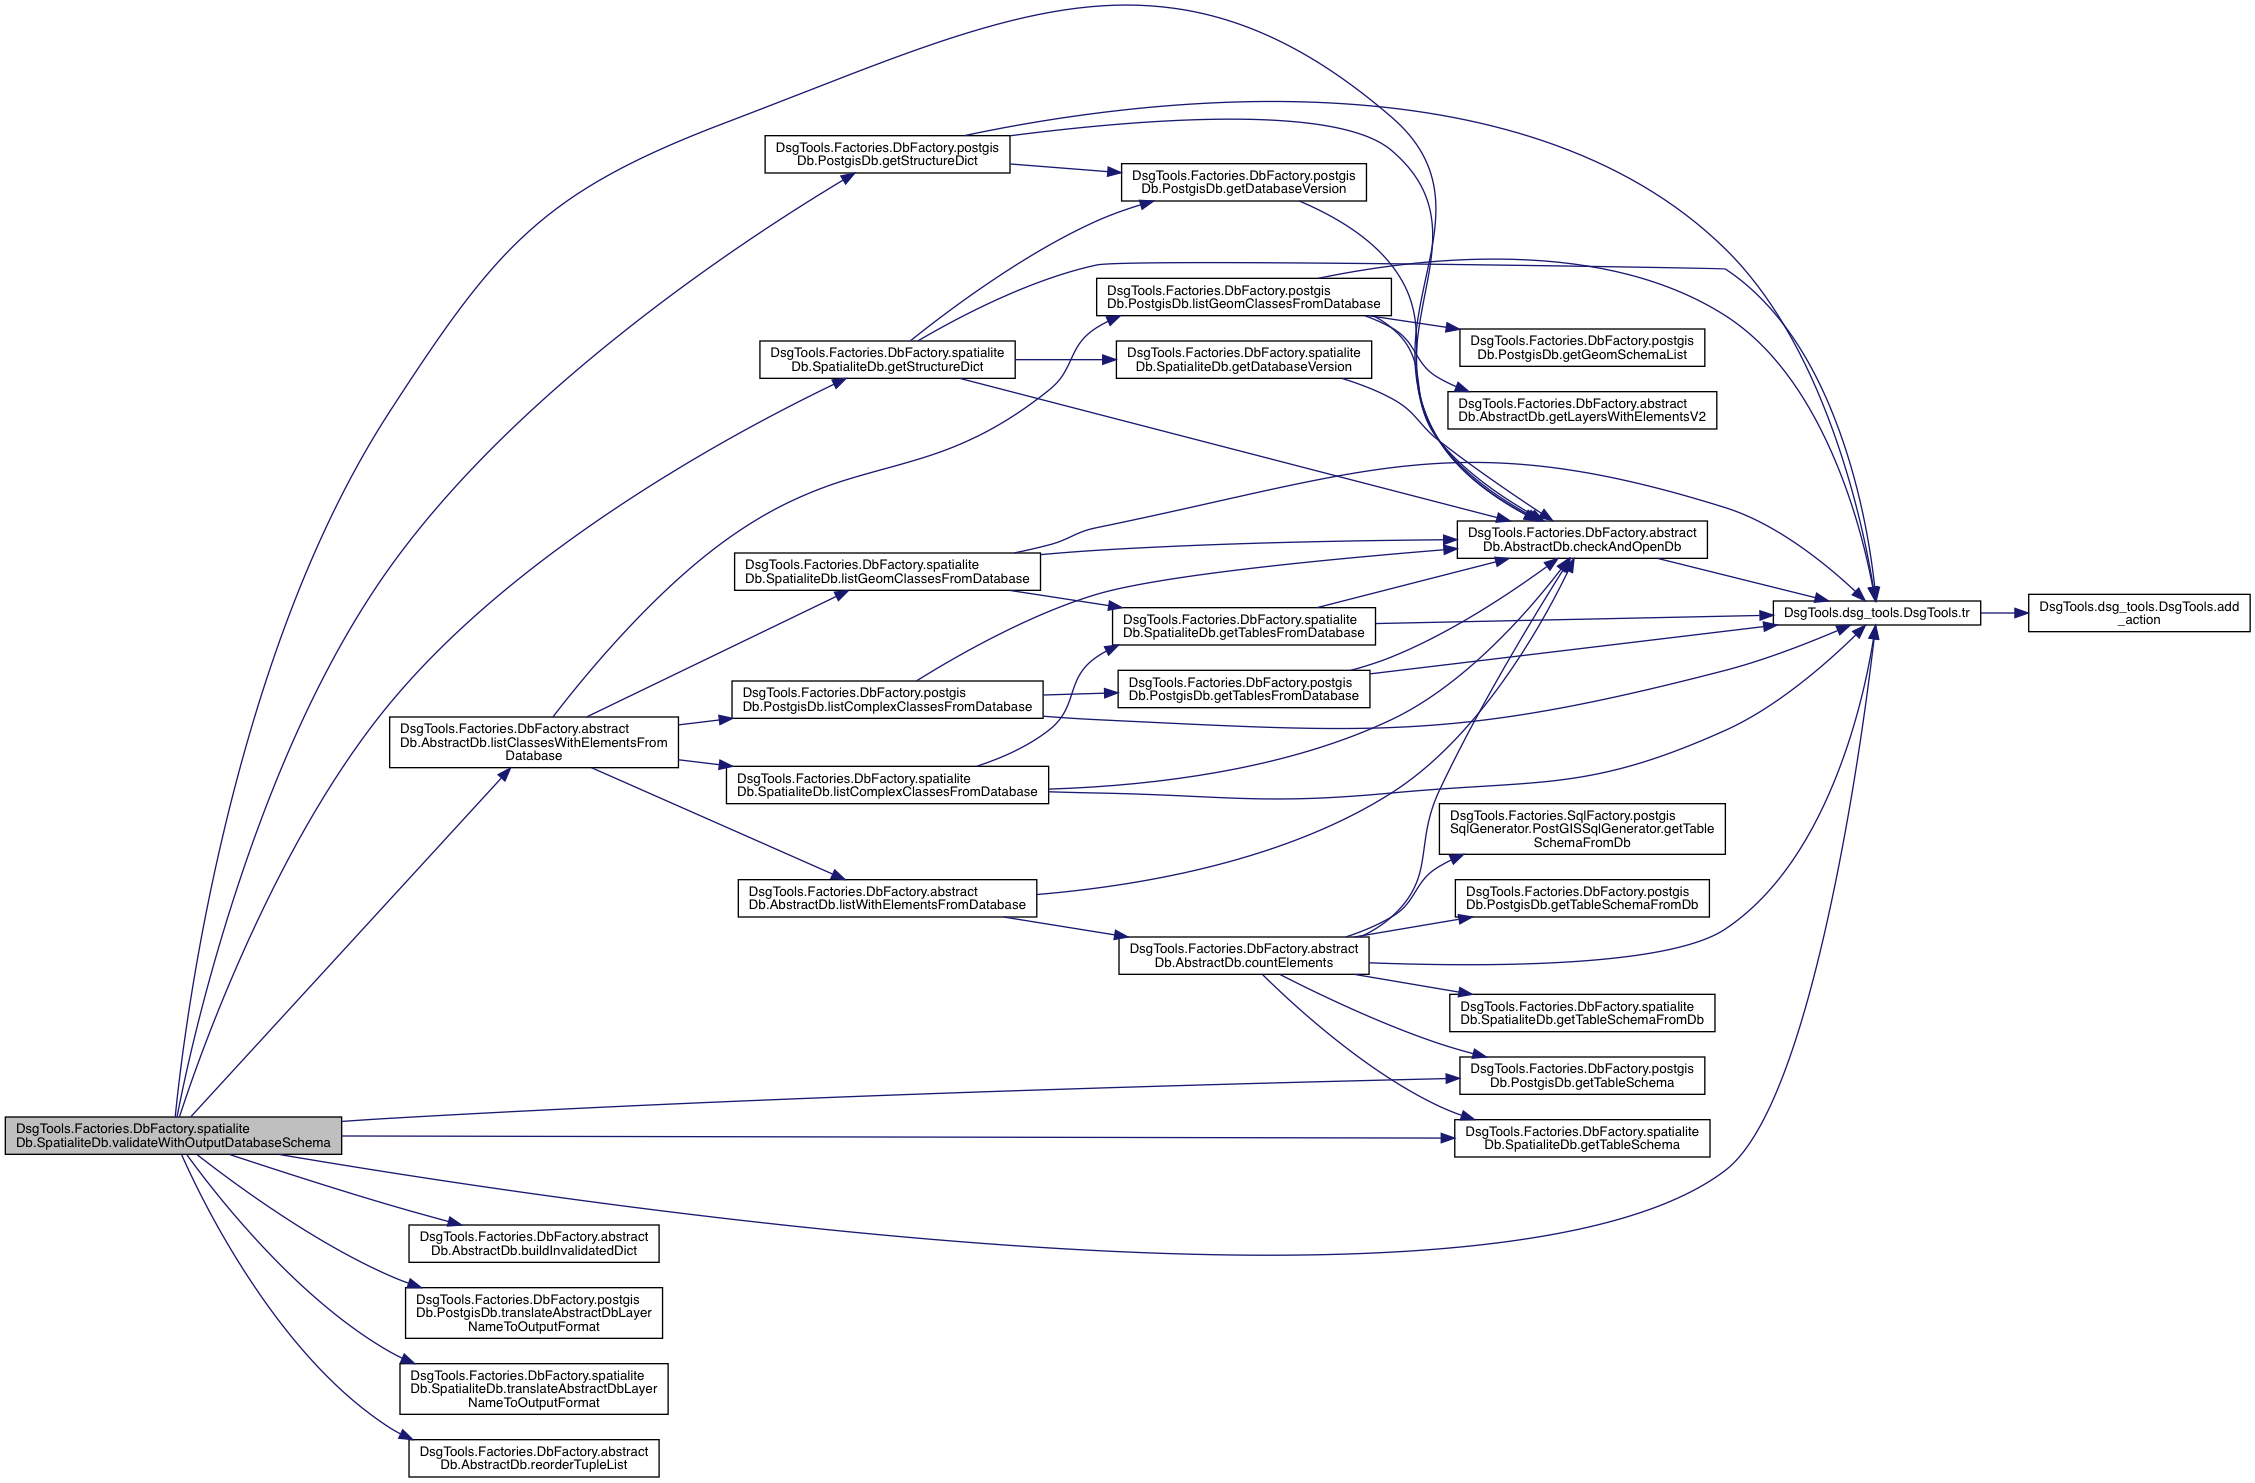 DsgTools.Factories.DbFactory.postgis
Db.PostgisDb.getStructureDict
DsgTools.Factories.DbFactory.postgis
Db.PostgisDb.getDatabaseVersion
DsgTools.Factories.DbFactory.postgis
Db.PostgisDb.listGeomClassesFromDatabase
DsgTools.Factories.DbFactory.postgis
Db.PostgisDb.getGeomSchemaList
DsgTools.Factories.DbFactory.spatialite
Db.SpatialiteDb.getStructureDict
DsgTools.Factories.DbFactory.spatialite
Db.SpatialiteDb.getDatabaseVersion
DsgTools.Factories.DbFactory.abstract
Db.AbstractDb.getLayersWithElementsV2
DsgTools.Factories.DbFactory.abstract
Db.AbstractDb.checkAndOpenDb
DsgTools.Factories.DbFactory.spatialite
Db.SpatialiteDb.listGeomClassesFromDatabase
DsgTools.Factories.DbFactory.spatialite
Db.SpatialiteDb.getTablesFromDatabase
DsgTools.dsg_tools.DsgTools.tr
DsgTools.dsg_tools.DsgTools.add
_action
DsgTools.Factories.DbFactory.postgis
Db.PostgisDb.listComplexClassesFromDatabase
DsgTools.Factories.DbFactory.postgis
Db.PostgisDb.getTablesFromDatabase
DsgTools.Factories.DbFactory.abstract
Db.AbstractDb.listClassesWithElementsFrom
Database
DsgTools.Factories.DbFactory.spatialite
Db.SpatialiteDb.listComplexClassesFromDatabase
DsgTools.Factories.SqlFactory.postgis
SqlGenerator.PostGISSqlGenerator.getTable
SchemaFromDb
DsgTools.Factories.DbFactory.abstract
Db.AbstractDb.listWithElementsFromDatabase
DsgTools.Factories.DbFactory.postgis
Db.PostgisDb.getTableSchemaFromDb
DsgTools.Factories.DbFactory.abstract
Db.AbstractDb.countElements
DsgTools.Factories.DbFactory.spatialite
Db.SpatialiteDb.getTableSchemaFromDb
DsgTools.Factories.DbFactory.postgis
Db.PostgisDb.getTableSchema
DsgTools.Factories.DbFactory.spatialite
Db.SpatialiteDb.validateWithOutputDatabaseSchema
DsgTools.Factories.DbFactory.spatialite
Db.SpatialiteDb.getTableSchema
DsgTools.Factories.DbFactory.abstract
Db.AbstractDb.buildInvalidatedDict
DsgTools.Factories.DbFactory.postgis
Db.PostgisDb.translateAbstractDbLayer
NameToOutputFormat
DsgTools.Factories.DbFactory.spatialite
Db.SpatialiteDb.translateAbstractDbLayer
NameToOutputFormat
DsgTools.Factories.DbFactory.abstract
Db.AbstractDb.reorderTupleList